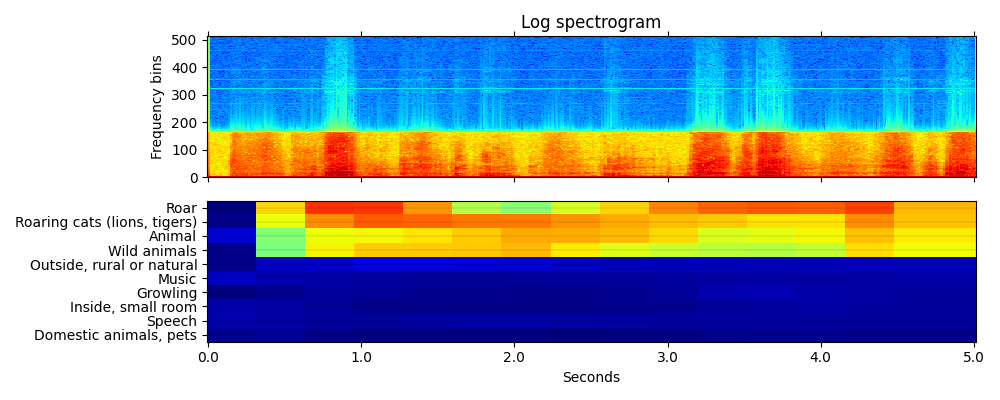 Log spectrogram
500
400
300
200
100
0
Frequency bins
Roar
Roaring cats (lions, tigers)
Animal
Wild animals
Outside, rural or natural
Music
Growling
Inside, small room
Speech
Domestic animals, pets
0.0 1.0 2.0 3.0 4.0 5.0
Seconds